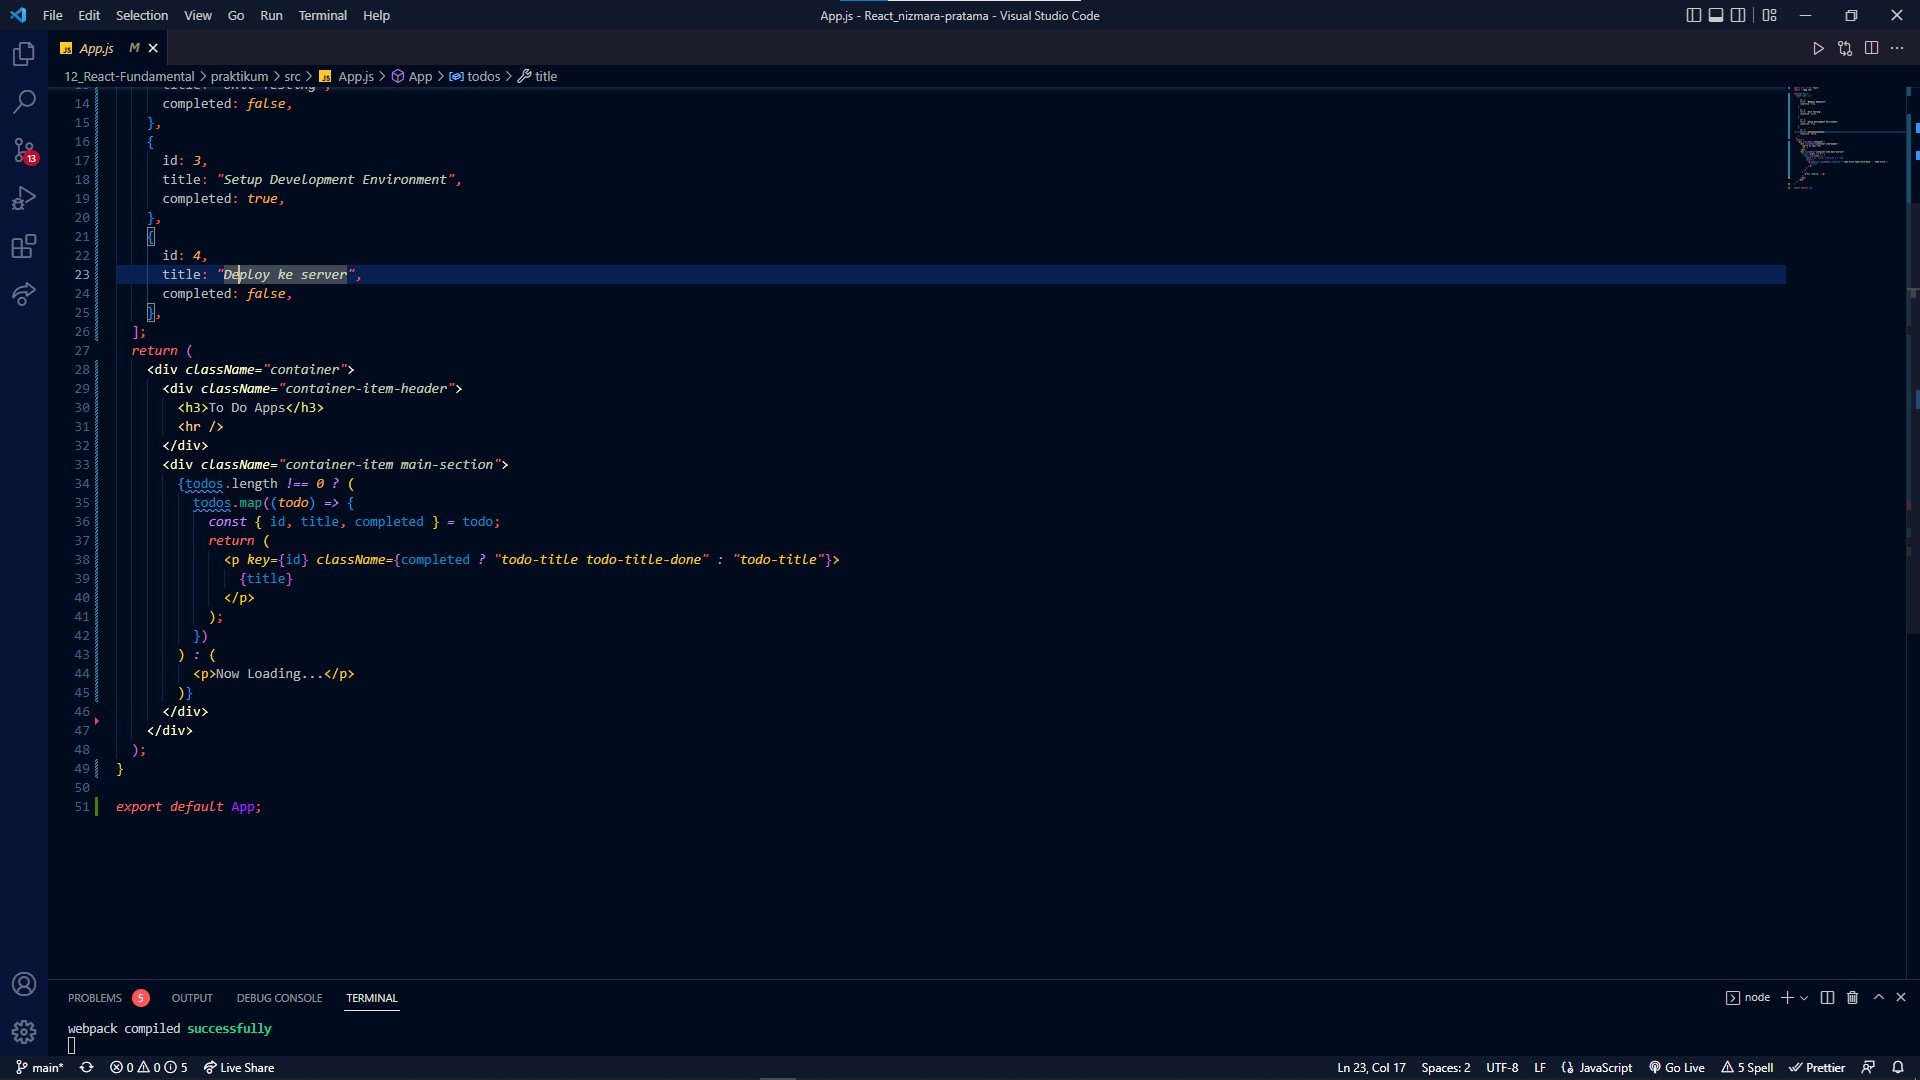 File Edit Selection View Go Run Terminal Help
App.js - React_nizmara-pratama - Visual Studio Code
JS App.js M
12_React-Fundamental > praktikum > src > JS App.js > App > todos > title
14 completed: false,
15 },
16 {
17 id: 3,
18 title: "Setup Development Environment",
19 completed: true,
20 },
21 {
22 id: 4,
23 title: "Deploy ke server",
24 completed: false,
25 },
26 ];
27 return (
28 <div className="container">
29 <div className="container-item-header">
30 <h3>To Do Apps</h3>
31 <hr />
32 </div>
33 <div className="container-item main-section">
34 {todos.length !== 0 ? (
35 todos.map((todo) => {
36 const { id, title, completed } = todo;
37 return (
38 <p key={id} className={completed ? "todo-title todo-title-done" : "todo-title"}>
39 {title}
40 </p>
41 );
42 })
43 ) : (
44 <p>Now Loading...</p>
45 )}
46 </div>
47 </div>
48 );
49 }
50
51 export default App;
13
PROBLEMS 5 OUTPUT DEBUG CONSOLE TERMINAL
node
webpack compiled successfully
main* 0 0 5 Live Share
Ln 23, Col 17 Spaces: 2 UTF-8 LF JavaScript Go Live 5 Spell Prettier